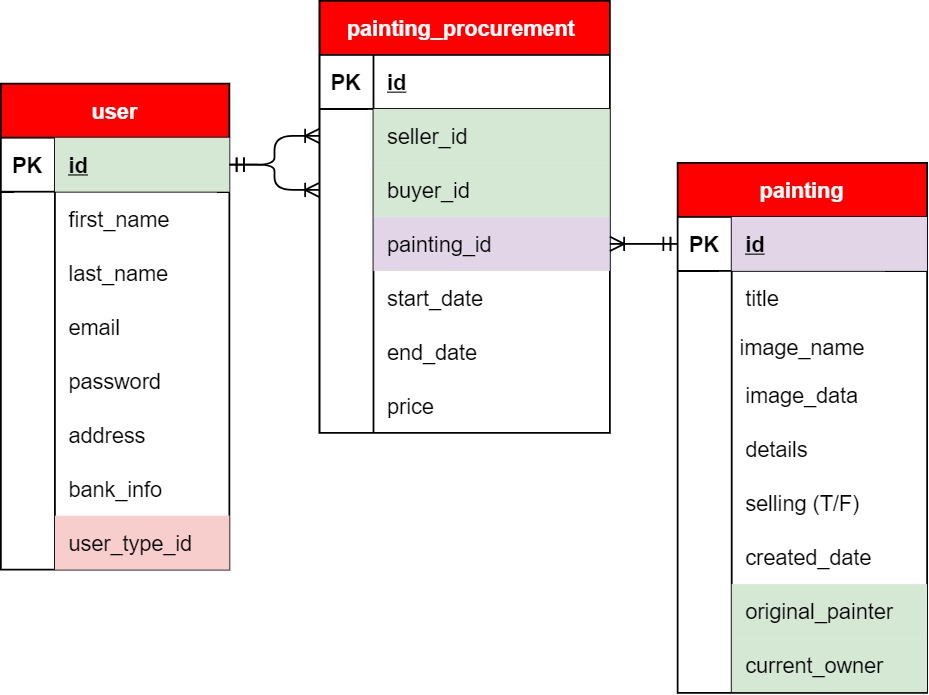 user
PK id
first_name
last_name
email
password
address
bank_info
user_type_id
painting_procurement
PK id
seller_id
buyer_id
painting_id
start_date
end_date
price
painting
PK id
title
image_name
image_data
details
selling (T/F)
created_date
original_painter
current_owner